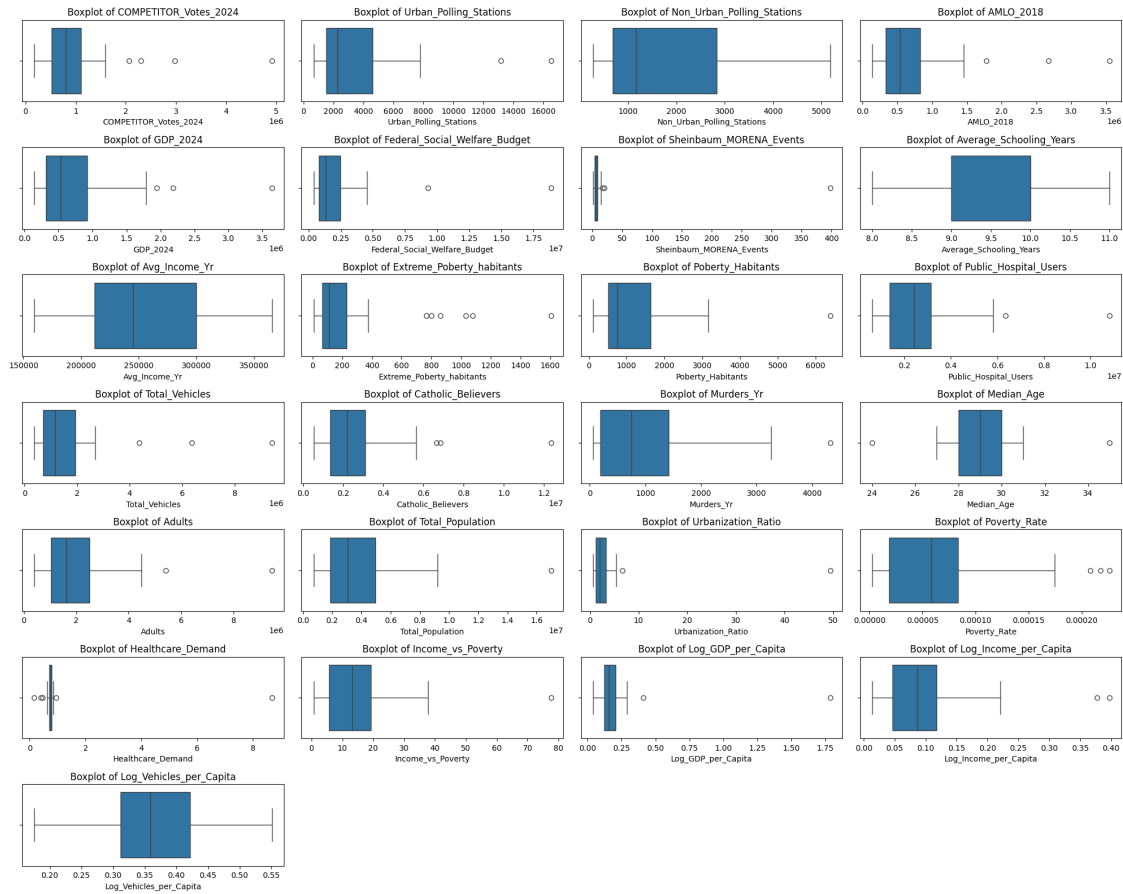 Boxplot of COMPETITOR_Votes_2024 Boxplot of Urban_Polling_Stations Boxplot of Non_Urban_Polling_Stations Boxplot of AMLO_2018
0 1 2 3 4 5 2000 4000 6000 8000 10000 12000 14000 16000 1000 2000 3000 4000 5000 0.0 0.5 1.0 1.5 2.0 2.5 3.0 3.5
COMPETITOR_Votes_2024 1e6 Urban_Polling_Stations Non_Urban_Polling_Stations AMLO_2018 1e6
Boxplot of GDP_2024 Boxplot of Federal_Social_Welfare_Budget Boxplot of Sheinbaum_MORENA_Events Boxplot of Average_Schooling_Years
0.0 0.5 1.0 1.5 2.0 2.5 3.0 3.5 0.00 0.25 0.50 0.75 1.00 1.25 1.50 1.75 0 50 100 150 200 250 300 350 400 8.0 8.5 9.0 9.5 10.0 10.5 11.0
GDP_2024 1e6 Federal_Social_Welfare_Budget 1e7 Sheinbaum_MORENA_Events Average_Schooling_Years
Boxplot of Avg_Income_Yr Boxplot of Extreme_Poberty_habitants Boxplot of Poberty_Habitants Boxplot of Public_Hospital_Users
150000 200000 250000 300000 350000 0 200 400 600 800 1000 1200 1400 1600 0 1000 2000 3000 4000 5000 6000 0.2 0.4 0.6 0.8 1.0
Avg_Income_Yr Extreme_Poberty_habitants Poberty_Habitants Public_Hospital_Users 1e7
Boxplot of Total_Vehicles Boxplot of Catholic_Believers Boxplot of Murders_Yr Boxplot of Median_Age
0 2 4 6 8 0.0 0.2 0.4 0.6 0.8 1.0 1.2 0 1000 2000 3000 4000 24 26 28 30 32 34
Total_Vehicles 1e6 Catholic_Believers 1e7 Murders_Yr Median_Age
Boxplot of Adults Boxplot of Total_Population Boxplot of Urbanization_Ratio Boxplot of Poverty_Rate
0 2 4 6 8 0.0 0.2 0.4 0.6 0.8 1.0 1.2 1.4 1.6 0 10 20 30 40 50 0.00000 0.00005 0.00010 0.00015 0.00020
Adults 1e6 Total_Population 1e7 Urbanization_Ratio Poverty_Rate
Boxplot of Healthcare_Demand Boxplot of Income_vs_Poverty Boxplot of Log_GDP_per_Capita Boxplot of Log_Income_per_Capita
0 2 4 6 8 0 10 20 30 40 50 60 70 80 0.00 0.25 0.50 0.75 1.00 1.25 1.50 1.75 0.00 0.05 0.10 0.15 0.20 0.25 0.30 0.35 0.40
Healthcare_Demand Income_vs_Poverty Log_GDP_per_Capita Log_Income_per_Capita
Boxplot of Log_Vehicles_per_Capita
0.20 0.25 0.30 0.35 0.40 0.45 0.50 0.55
Log_Vehicles_per_Capita